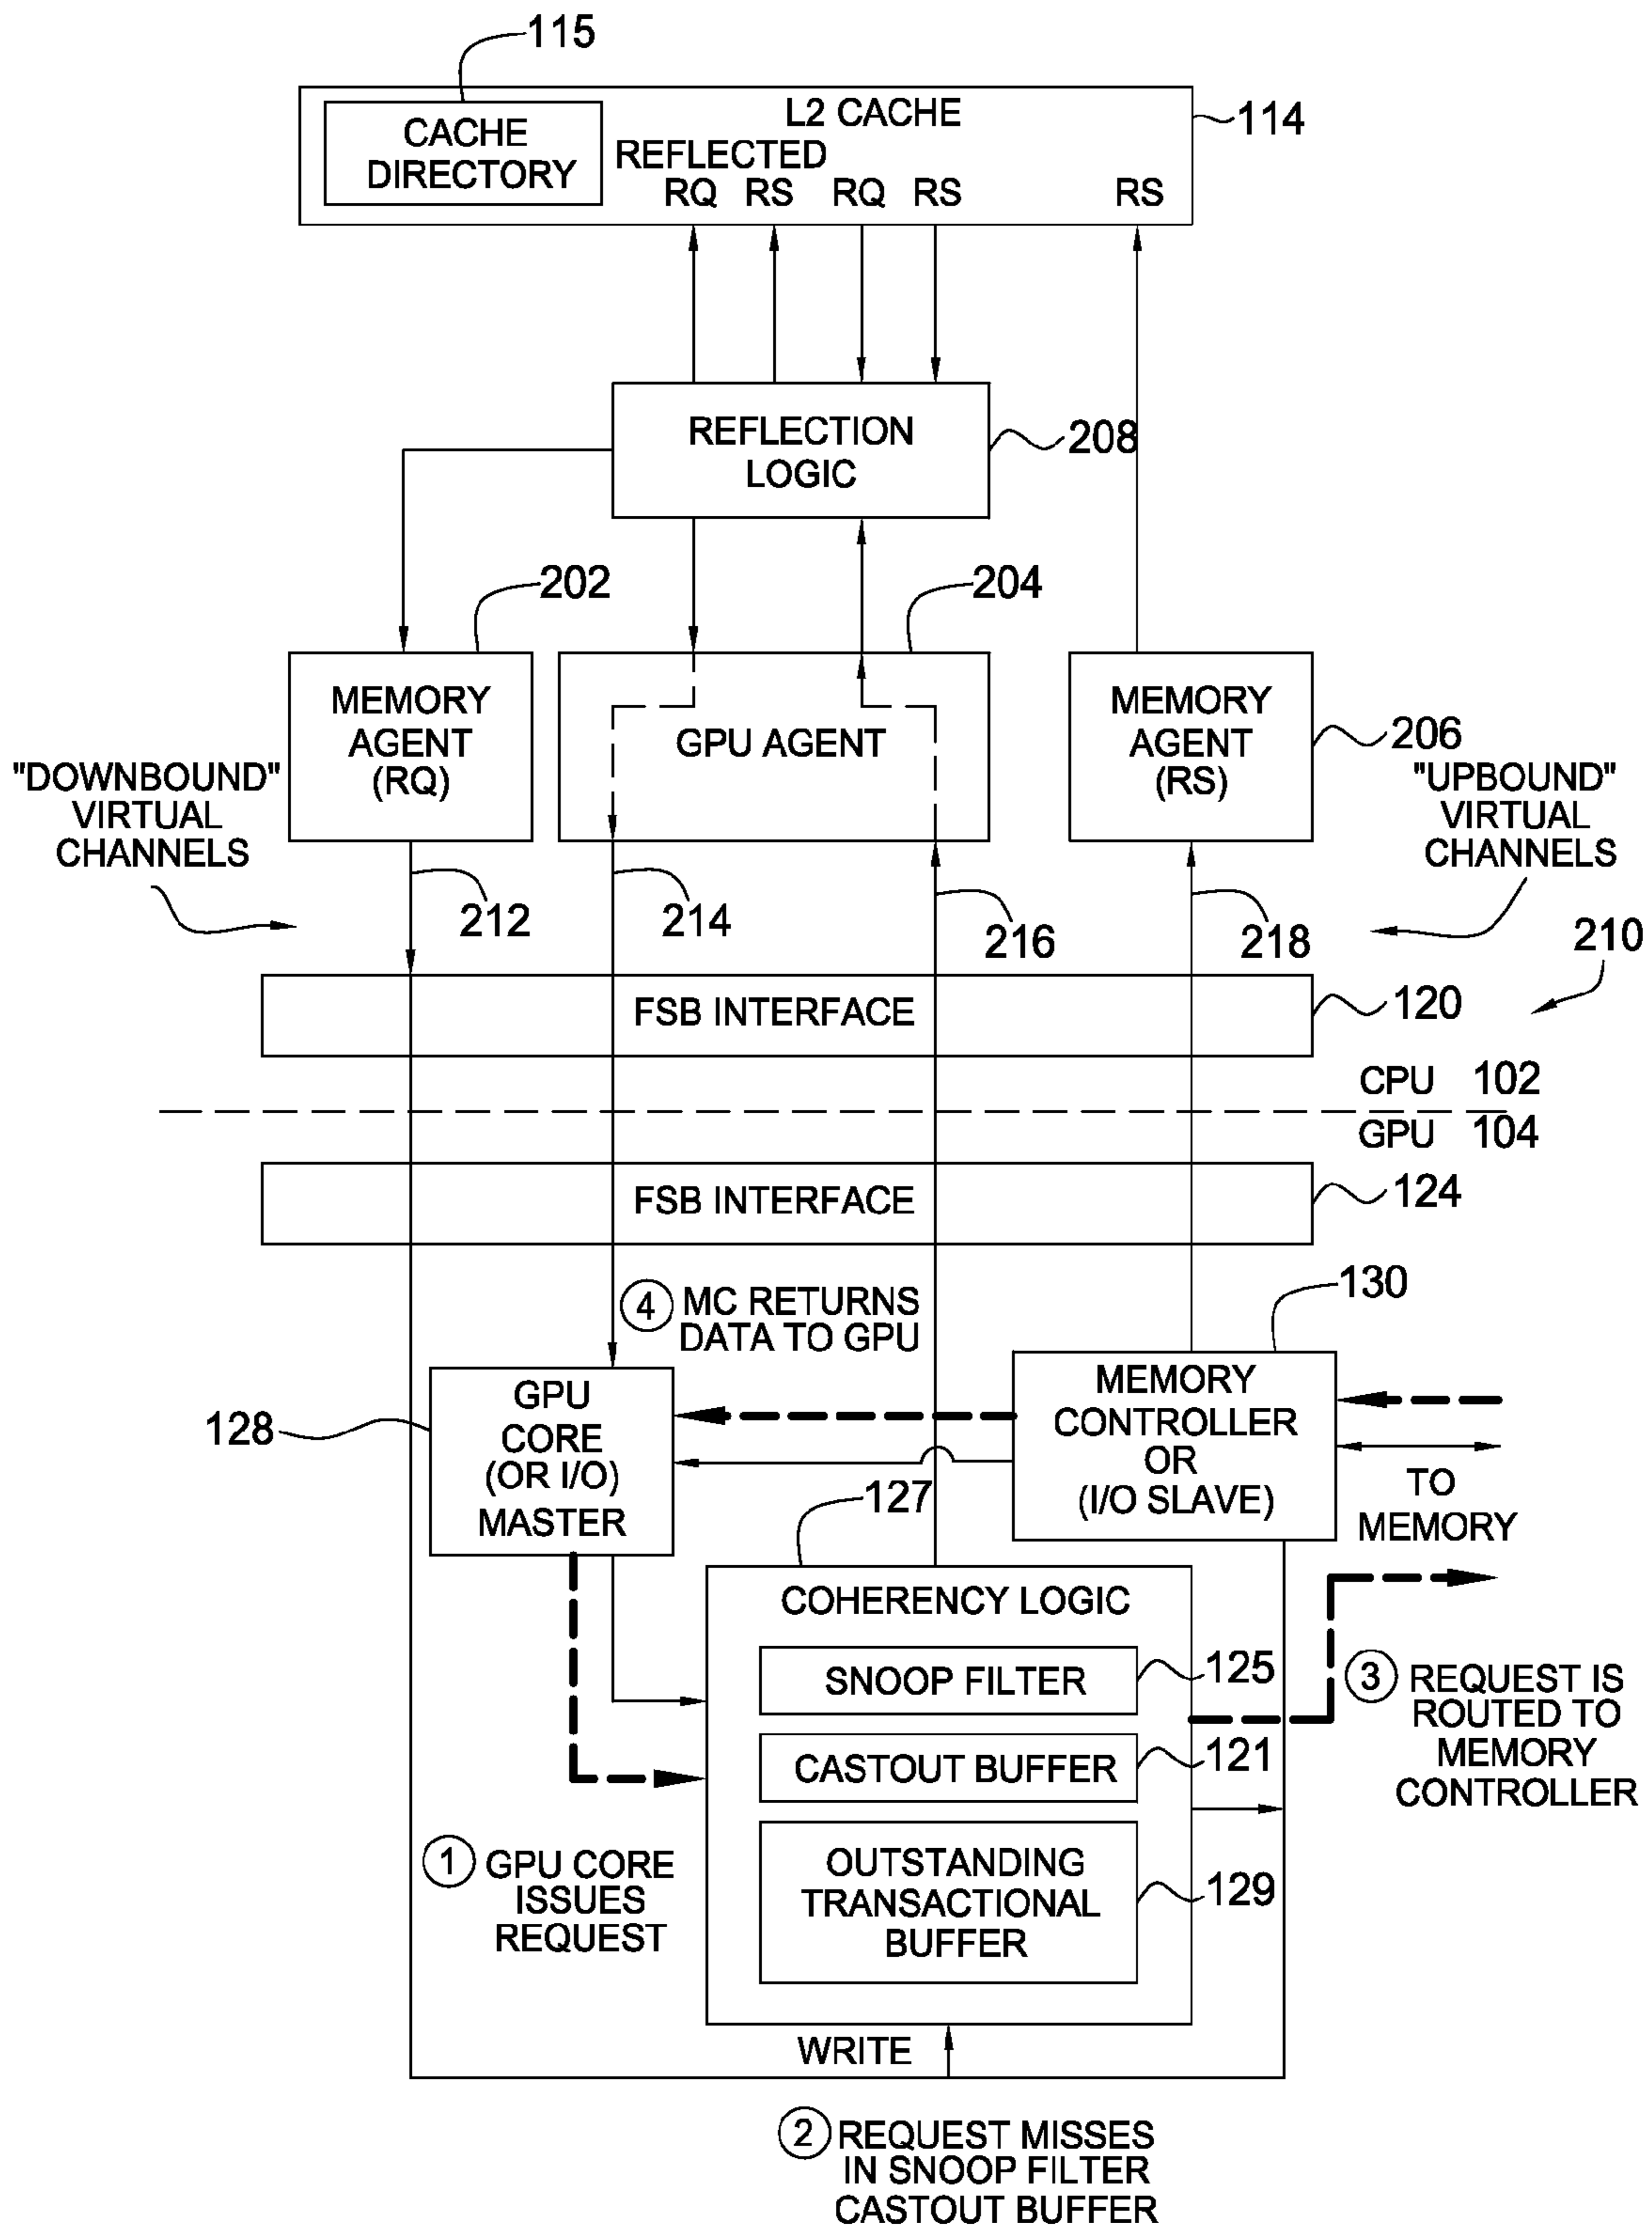 115
L2 CACHE
114
CACHE
DIRECTORY
REFLECTED
RQ RS RQ RS RS
REFLECTION
LOGIC
208
202
204
MEMORY
AGENT
(RQ)
GPU AGENT
MEMORY
AGENT
(RS)
206
"DOWNBOUND"
VIRTUAL
CHANNELS
"UPBOUND"
VIRTUAL
CHANNELS
212
214
216
218
210
FSB INTERFACE
120
CPU 102
GPU 104
FSB INTERFACE
124
4 MC RETURNS
DATA TO GPU
130
GPU
CORE
(OR I/O)
MASTER
128
MEMORY
CONTROLLER
OR
(I/O SLAVE)
TO
MEMORY
127
COHERENCY LOGIC
SNOOP FILTER
125
CASTOUT BUFFER
121
OUTSTANDING
TRANSACTIONAL
BUFFER
129
3 REQUEST IS
ROUTED TO
MEMORY
CONTROLLER
1 GPU CORE
ISSUES
REQUEST
WRITE
2 REQUEST MISSES
IN SNOOP FILTER
CASTOUT BUFFER